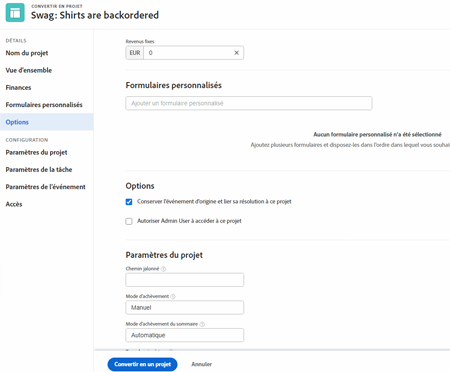 CONVERTIR EN PROJET
Swag: Shirts are backordered
DÉTAILS
Nom du projet
Vue d'ensemble
Finances
Formulaires personnalisés
Options
CONFIGURATION
Paramètres du projet
Paramètres de la tâche
Paramètres de l'événement
Accès
Revenus fixes
EUR 0
Formulaires personnalisés
Ajouter un formulaire personnalisé
Aucun formulaire personnalisé n'a été sélectionné
Ajoutez plusieurs formulaires et disposez-les dans l'ordre dans lequel vous souhai
Options
Conserver l'événement d'origine et lier sa résolution à ce projet
Autoriser Admin User à accéder à ce projet
Paramètres du projet
Chemin jalonné
Mode d'achèvement
Manuel
Mode d'achèvement du sommaire
Automatique
Convertir en un projet
Annuler